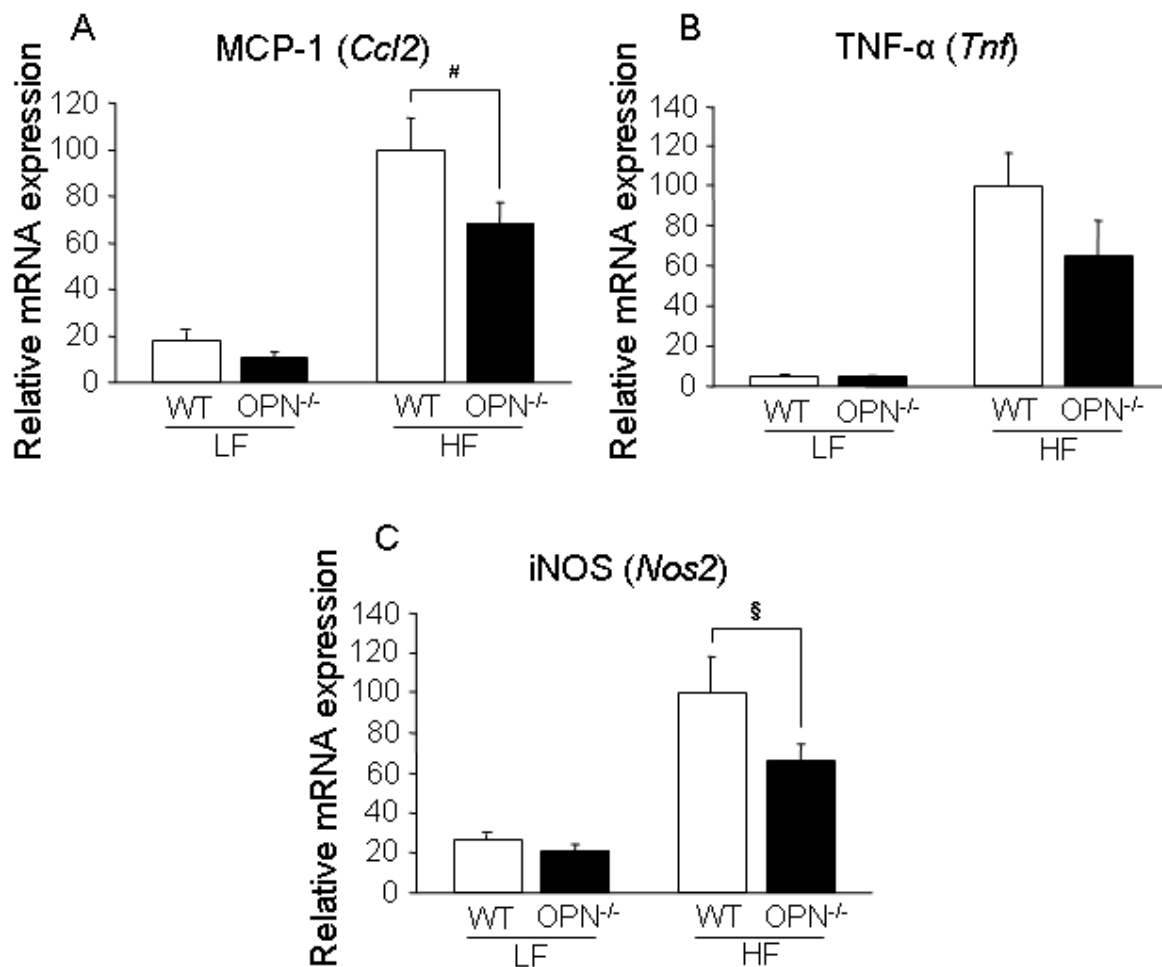 A
MCP-1 (Ccl2)
Relative mRNA expression
#
120
100
80
60
40
20
0
WT OPN-/- WT OPN-/-
LF HF
B
TNF-α (Tnf)
Relative mRNA expression
140
120
100
80
60
40
20
0
WT OPN-/- WT OPN-/-
LF HF
C
iNOS (Nos2)
Relative mRNA expression
§
140
120
100
80
60
40
20
0
WT OPN-/- WT OPN-/-
LF HF